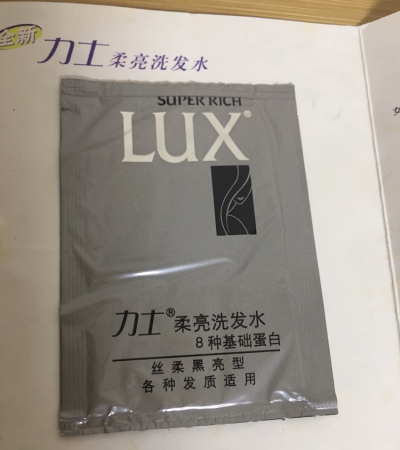 全新
力士柔亮洗发水
SUPER RICH
LUX®
力士®柔亮洗发水
8种基础蛋白
丝柔黑亮型
各种发质适用